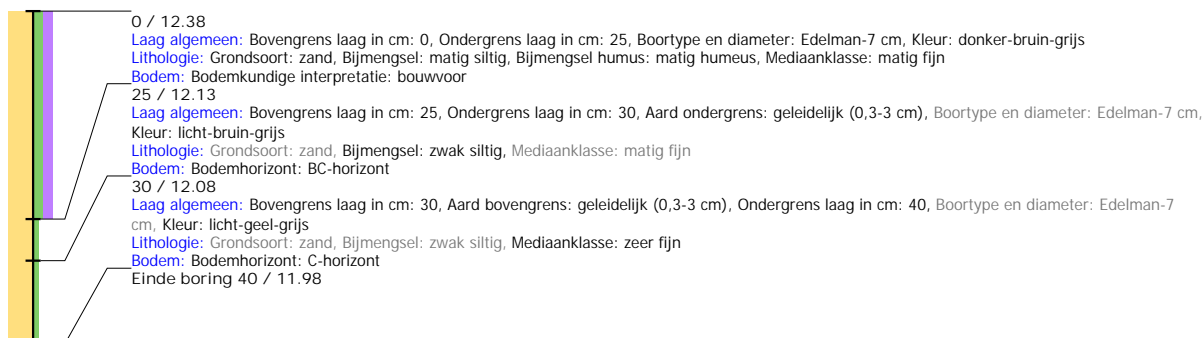 0 / 12.38
Laag algemeen: Bovengrens laag in cm: 0, Ondergrens laag in cm: 25, Boortype en diameter: Edelman-7 cm, Kleur: donker-bruin-grijs
Lithologie: Grondsoort: zand, Bijmengsel: matig siltig, Bijmengsel humus: matig humeus, Mediaanklasse: matig fijn
Bodem: Bodemkundige interpretatie: bouwvoor
25 / 12.13
Laag algemeen: Bovengrens laag in cm: 25, Ondergrens laag in cm: 30, Aard ondergrens: geleidelijk (0,3-3 cm), Boortype en diameter: Edelman-7 cm,
Kleur: licht-bruin-grijs
Lithologie: Grondsoort: zand, Bijmengsel: zwak siltig, Mediaanklasse: matig fijn
Bodem: Bodemhorizont: BC-horizont
30 / 12.08
Laag algemeen: Bovengrens laag in cm: 30, Aard bovengrens: geleidelijk (0,3-3 cm), Ondergrens laag in cm: 40, Boortype en diameter: Edelman-7
cm, Kleur: licht-geel-grijs
Lithologie: Grondsoort: zand, Bijmengsel: zwak siltig, Mediaanklasse: zeer fijn
Bodem: Bodemhorizont: C-horizont
Einde boring 40 / 11.98